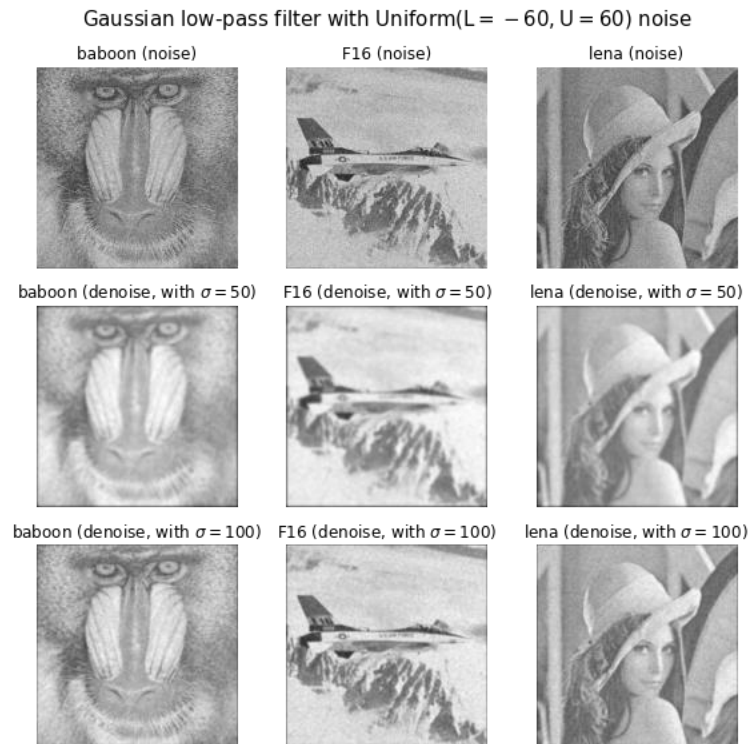 Gaussian low-pass filter with Uniform(L = −60, U = 60) noise
baboon (noise) F16 (noise) lena (noise)
baboon (denoise, with σ = 50) F16 (denoise, with σ = 50) lena (denoise, with σ = 50)
baboon (denoise, with σ = 100) F16 (denoise, with σ = 100) lena (denoise, with σ = 100)